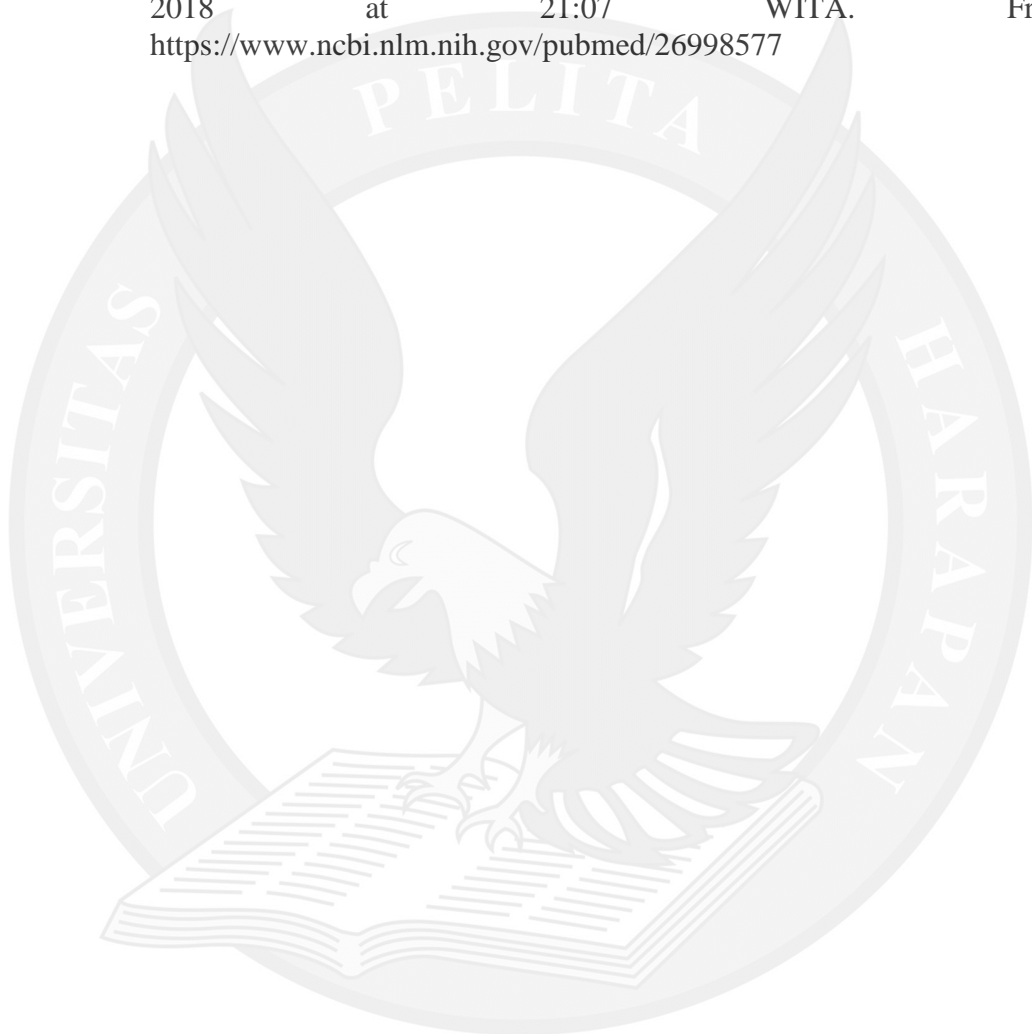 2018 at 21:07 WITA. Fr
https://www.ncbi.nlm.nih.gov/pubmed/26998577
PELITA
UNIVERSITAS
HARAPAN